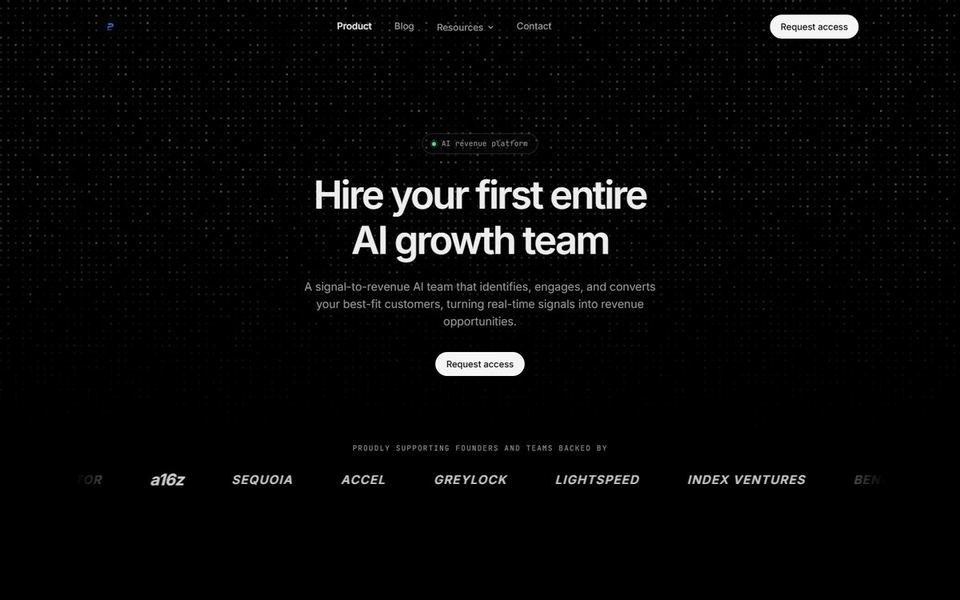 Product
Blog
Resources
Contact
Request access
AI revenue platform
Hire your first entire
AI growth team
A signal-to-revenue AI team that identifies, engages, and converts
your best-fit customers, turning real-time signals into revenue
opportunities.
Request access
PROUDLY SUPPORTING FOUNDERS AND TEAMS BACKED BY
TOR a16z SEQUOIA ACCEL GREYLOCK LIGHTSPEED INDEX VENTURES BEN